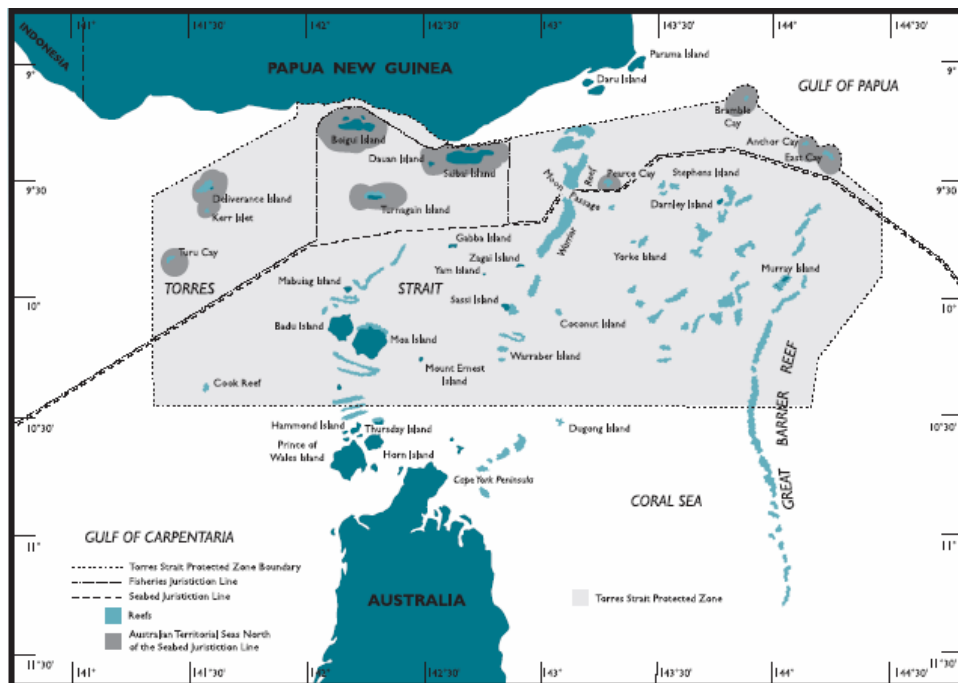 141° 141°30' 142° 142°30' 143° 143°30' 144° 144°30'
INDONESIA
PAPUA NEW GUINEA
Parama Island
Daru Island
9°
9°
GULF OF PAPUA
Bramble
Cay
Boigui Island
Anchor Cay
East Cay
Dauan Island
Saibai Island
Stephens Island
Pearce Cay
9°30'
9°30'
Deliverance Island
Kerr Islet
Turnagain Island
Moon Passage
Reef
Warrior
Darnley Island
Gabba Island
Turu Cay
Zagai Island
Yorke Island
Yam Island
Murray Island
Mabuiag Island
TORRES
STRAIT
Sassi Island
10°
10°
Badu Island
Coconut Island
Moa Island
Warraber Island
Mount Ernest
Island
Cook Reef
GREAT BARRIER REEF
10°30'
10°30'
Hammond Island
Thursday Island
Dugong Island
Prince of
Wales Island
Horn Island
Cape York Peninsula
CORAL SEA
GULF OF CARPENTARIA
11°
11°
Torres Strait Protected Zone Boundary
Fisheries Juristiction Line
Seabed Juristiction Line
Reefs
Australian Territorial Seas North
of the Seabed Juristiction Line
AUSTRALIA
Torres Strait Protected Zone
11°30'
11°30'
141° 141°30' 142° 142°30' 143° 143°30' 144° 144°30'